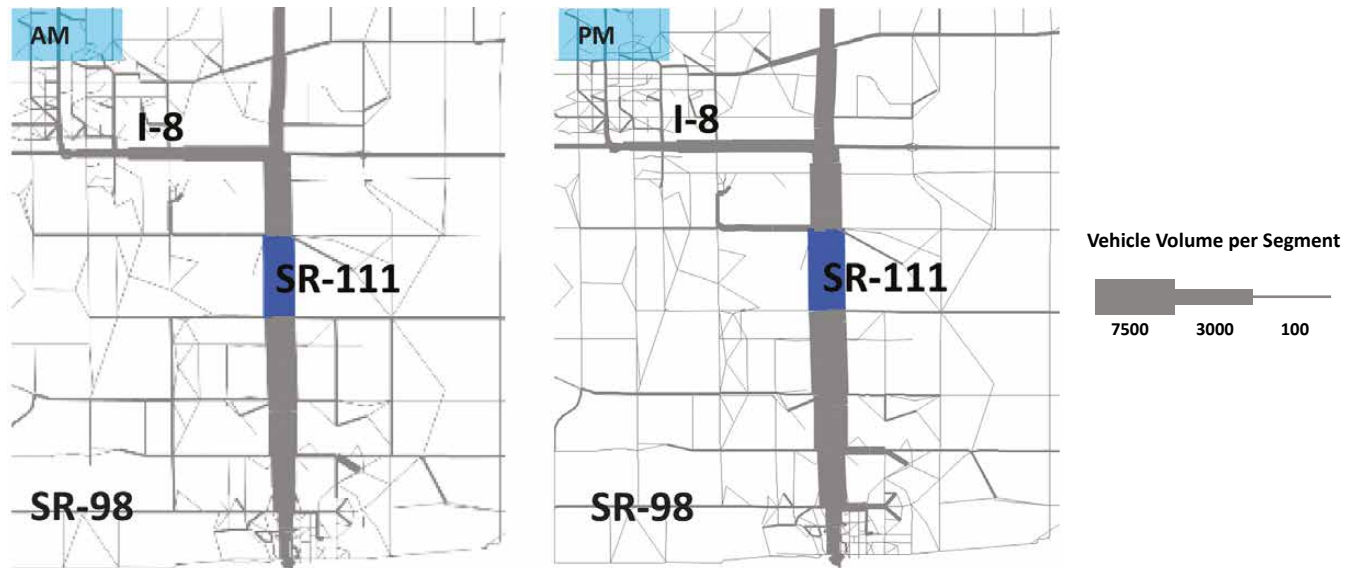 AM
I-8
SR-111
SR-98
PM
I-8
SR-111
SR-98
Vehicle Volume per Segment
7500 3000 100